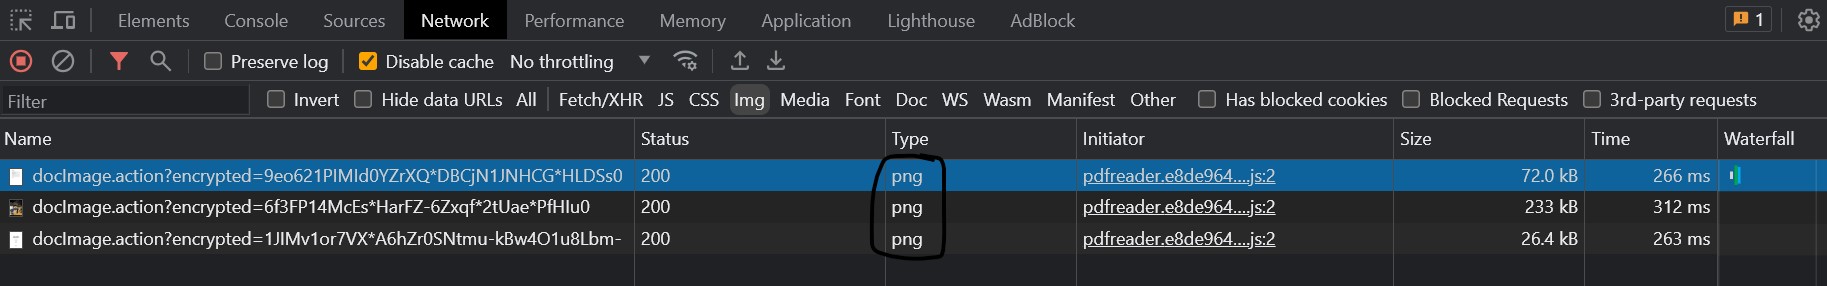 Elements Console Sources Network Performance Memory Application Lighthouse AdBlock 1
Preserve log Disable cache No throttling
Filter Invert Hide data URLs All Fetch/XHR JS CSS Img Media Font Doc WS Wasm Manifest Other Has blocked cookies Blocked Requests 3rd-party requests
Name Status Type Initiator Size Time Waterfall
docImage.action?encrypted=9eo621PIMId0YZrXQ*DBCjN1JNHCG*HLDSs0 200 png pdfreader.e8de964....js:2 72.0 kB 266 ms
docImage.action?encrypted=6f3FP14McEs*HarFZ-6Zxqf*2tUae*PfHIu0 200 png pdfreader.e8de964....js:2 233 kB 312 ms
docImage.action?encrypted=1JIMv1or7VX*A6hZr0SNtmu-kBw4O1u8Lbm- 200 png pdfreader.e8de964....js:2 26.4 kB 263 ms